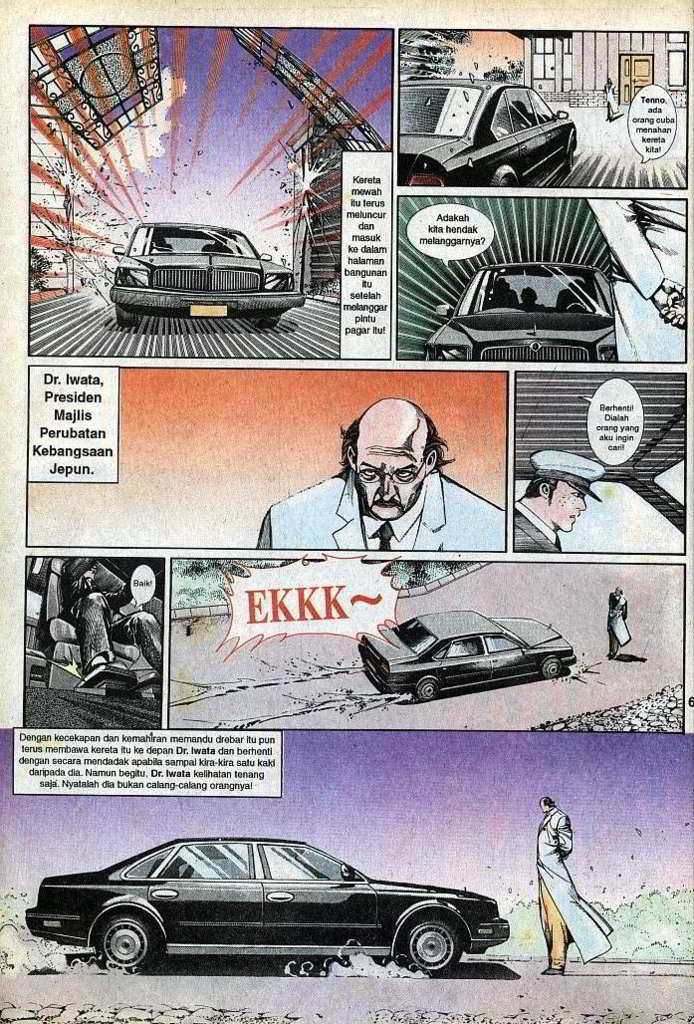 Kereta
mewah
itu terus
meluncur
dan
masuk
ke dalam
halaman
bangunan
itu
setelah
melanggar
pintu
pagar itu!
Tenno,
ada
orang cuba
menahan
kereta
kita!
Adakah
kita hendak
melanggarnya?
Dr. Iwata,
Presiden
Majlis
Perubatan
Kebangsaan
Jepun.
Berhenti!
Dialah
orang yang
aku ingin
cari!
Baik!
EKKK~
6
Dengan kecekapan dan kemahiran memandu drebar itu pun
terus membawa kereta itu ke depan Dr. Iwata dan berhenti
dengan secara mendadak apabila sampai kira-kira satu kaki
daripada dia. Namun begitu, Dr. Iwata kelihatan tenang
saja. Nyatalah dia bukan calang-calang orangnya!